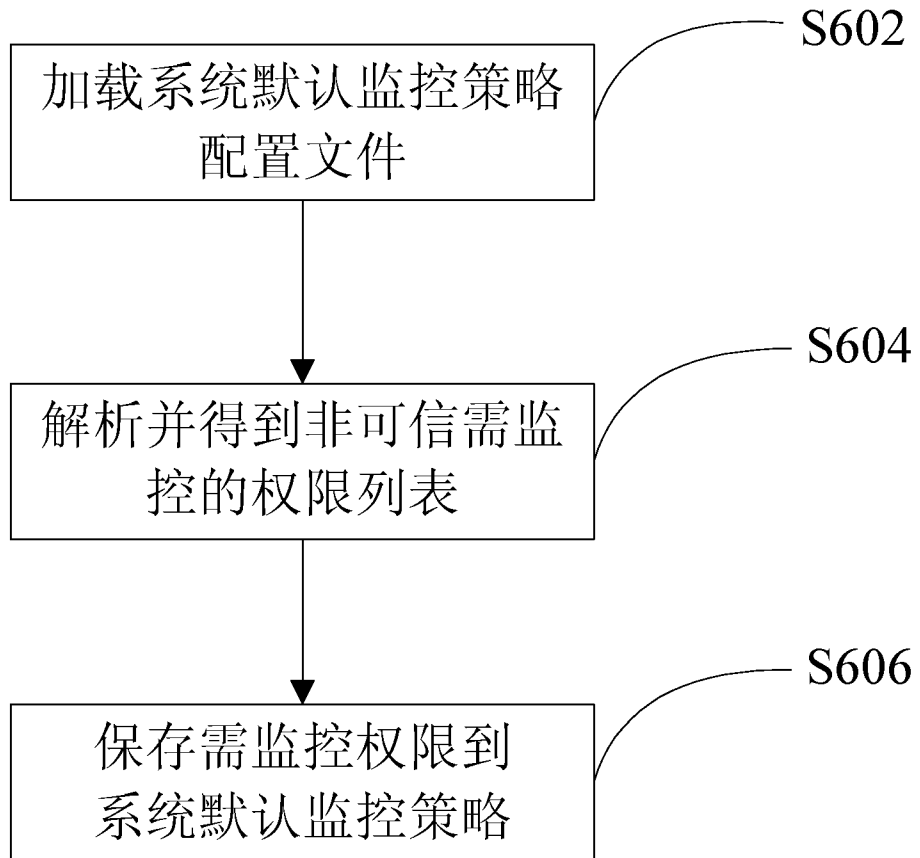 S602
加载系统默认监控策略
配置文件
S604
解析并得到非可信需监
控的权限列表
S606
保存需监控权限到
系统默认监控策略